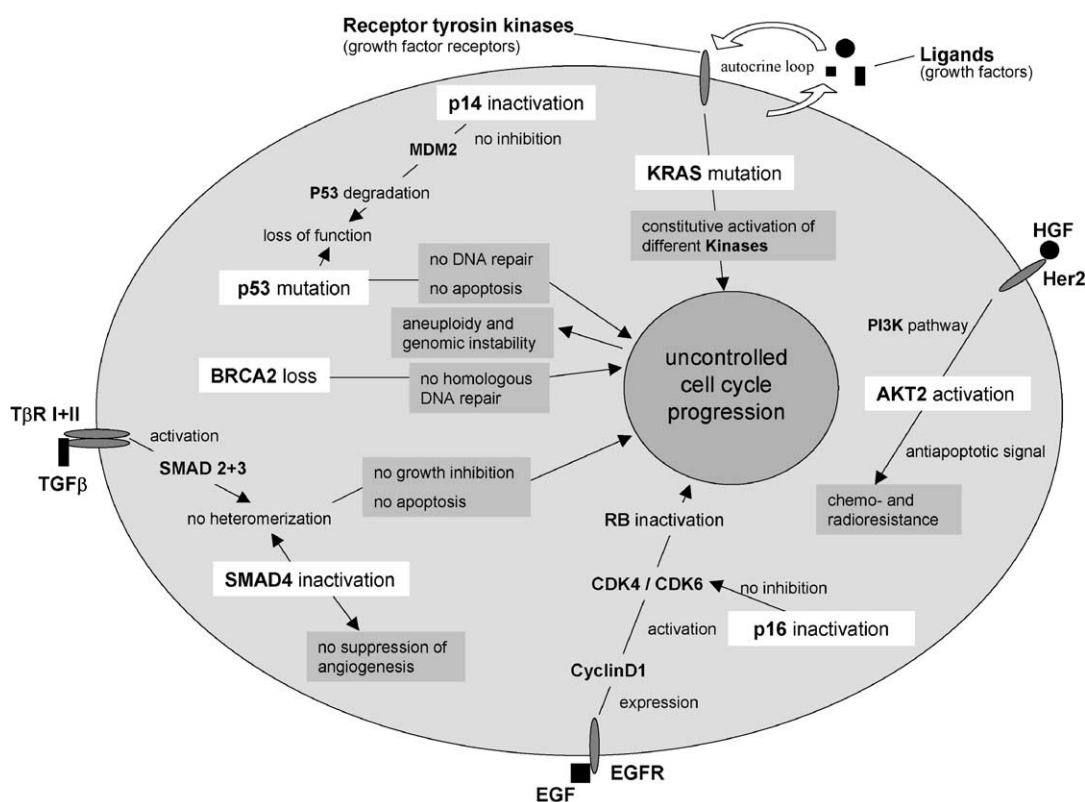 Receptor tyrosin kinases
(growth factor receptors)
autocrine loop
Ligands
(growth factors)
p14 inactivation
MDM2
no inhibition
P53 degradation
loss of function
p53 mutation
no DNA repair
no apoptosis
KRAS mutation
constitutive activation of
different Kinases
HGF
Her2
PI3K pathway
AKT2 activation
antiapoptotic signal
chemo- and
radioresistance
aneuploidy and
genomic instability
BRCA2 loss
no homologous
DNA repair
uncontrolled
cell cycle
progression
TβR I+II
TGFβ
activation
SMAD 2+3
no heteromerization
no growth inhibition
no apoptosis
SMAD4 inactivation
no suppression of
angiogenesis
RB inactivation
CDK4 / CDK6
no inhibition
p16 inactivation
activation
CyclinD1
expression
EGFR
EGF